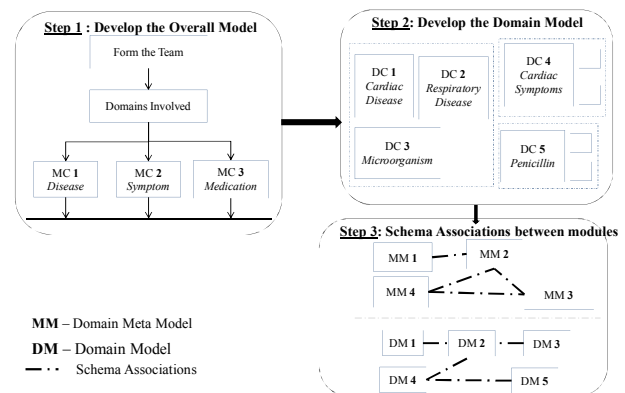 Step 1 : Develop the Overall Model
Form the Team
Domains Involved
MC 1
Disease
MC 2
Symptom
MC 3
Medication
Step 2: Develop the Domain Model
DC 1
Cardiac
Disease
DC 2
Respiratory
Disease
DC 3
Microorganism
DC 4
Cardiac
Symptoms
DC 5
Penicillin
Step 3: Schema Associations between modules
MM 1
MM 2
MM 4
MM 3
DM 1
DM 2
DM 3
DM 4
DM 5
MM – Domain Meta Model
DM – Domain Model
Schema Associations